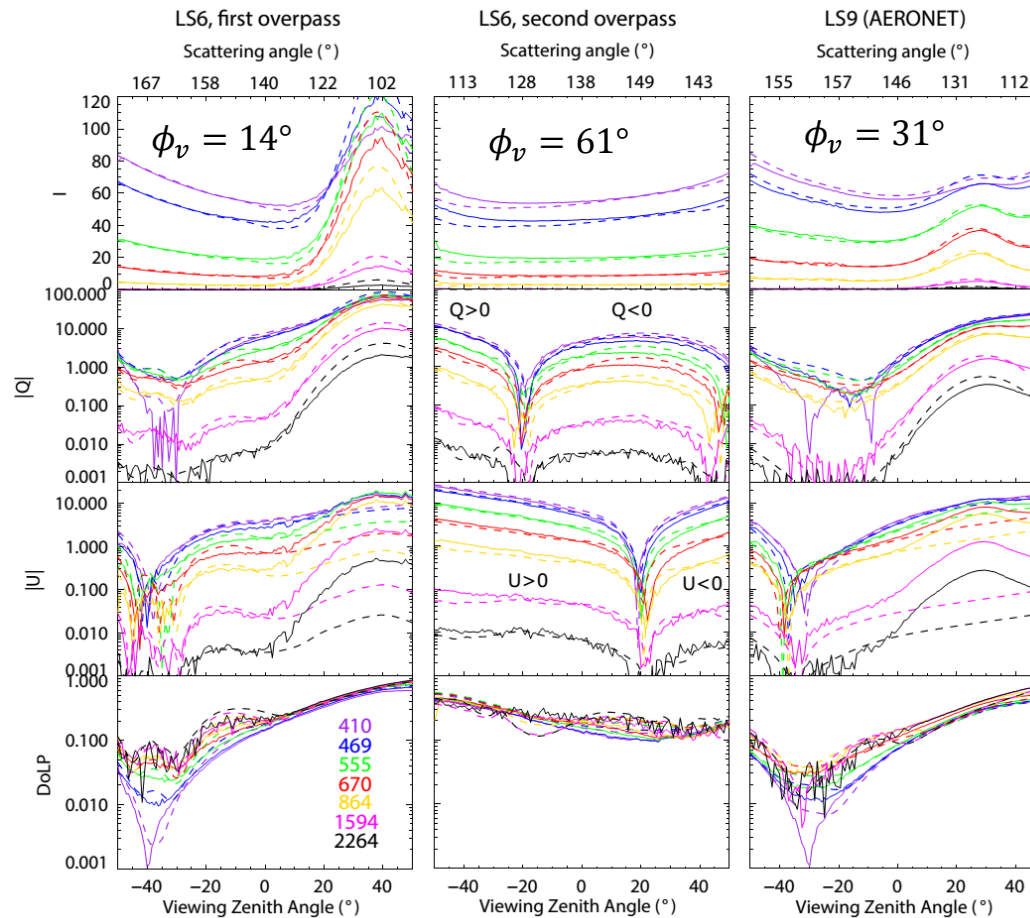 LS6, first overpass LS6, second overpass LS9 (AERONET)
Scattering angle (°) Scattering angle (°) Scattering angle (°)
167 158 140 122 102 113 128 138 149 143 155 157 146 131 112
120
100
80
60
40
20
0
I
ϕᵥ = 14° ϕᵥ = 61° ϕᵥ = 31°
100.000
10.000
1.000
0.100
0.010
0.001
|Q|
Q>0 Q<0
10.000
1.000
0.100
0.010
0.001
|U|
U>0 U<0
1.000
0.100
0.010
0.001
DoLP
410
469
555
670
864
1594
2264
−40 −20 0 20 40 −40 −20 0 20 40 −40 −20 0 20 40
Viewing Zenith Angle (°) Viewing Zenith Angle (°) Viewing Zenith Angle (°)